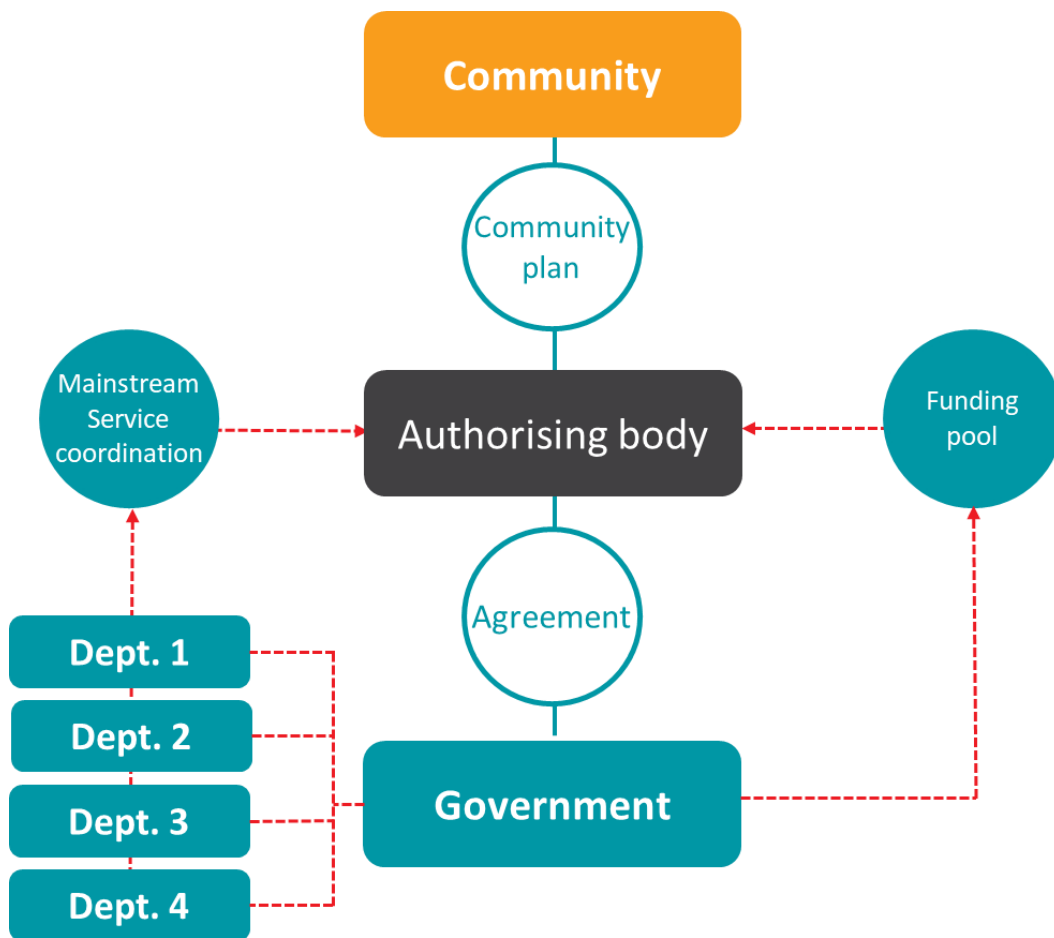 Community
Community
plan
Mainstream
Service
coordination
Authorising body
Funding
pool
Agreement
Dept. 1
Dept. 2
Dept. 3
Dept. 4
Government